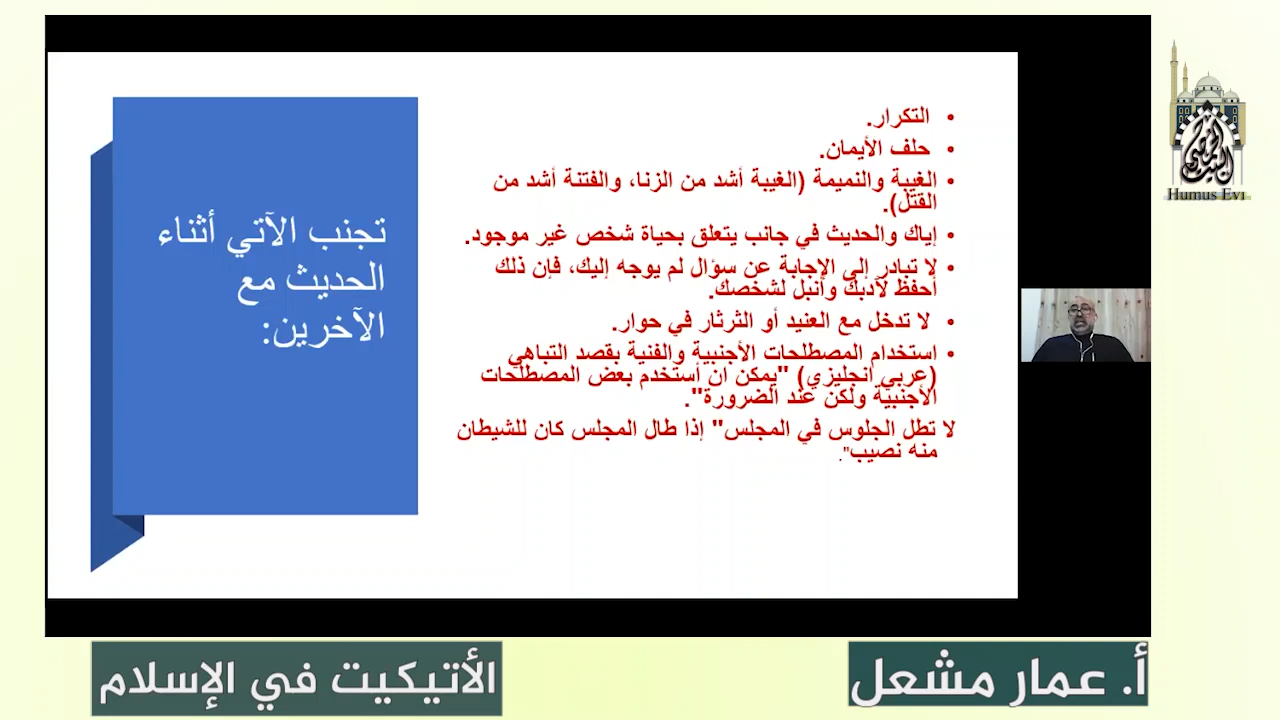 تجنب الآتي أثناء
الحديث مع
الآخرين:
• التكرار.
• حلف الأيمان.
• الغيبة والنميمة (الغيبة أشد من الزنا، والفتنة أشد من
القتل).
• إياك والحديث في جانب يتعلق بحياة شخص غير موجود.
• لا تبادر إلى الإجابة عن سؤال لم يوجه إليك، فإن ذلك
أحفظ لأدبك وأنبل لشخصك.
• لا تدخل مع العنيد أو الثرثار في حوار.
• استخدام المصطلحات الأجنبية والفنية بقصد التباهي
(عربي انجليزي) "يمكن ان أستخدم بعض المصطلحات
الأجنبية ولكن عند الضرورة".
لا تطل الجلوس في المجلس" إذا طال المجلس كان للشيطان
منه نصيب".
Humus Evi
أ. عمار مشعل
الأتيكيت في الإسلام